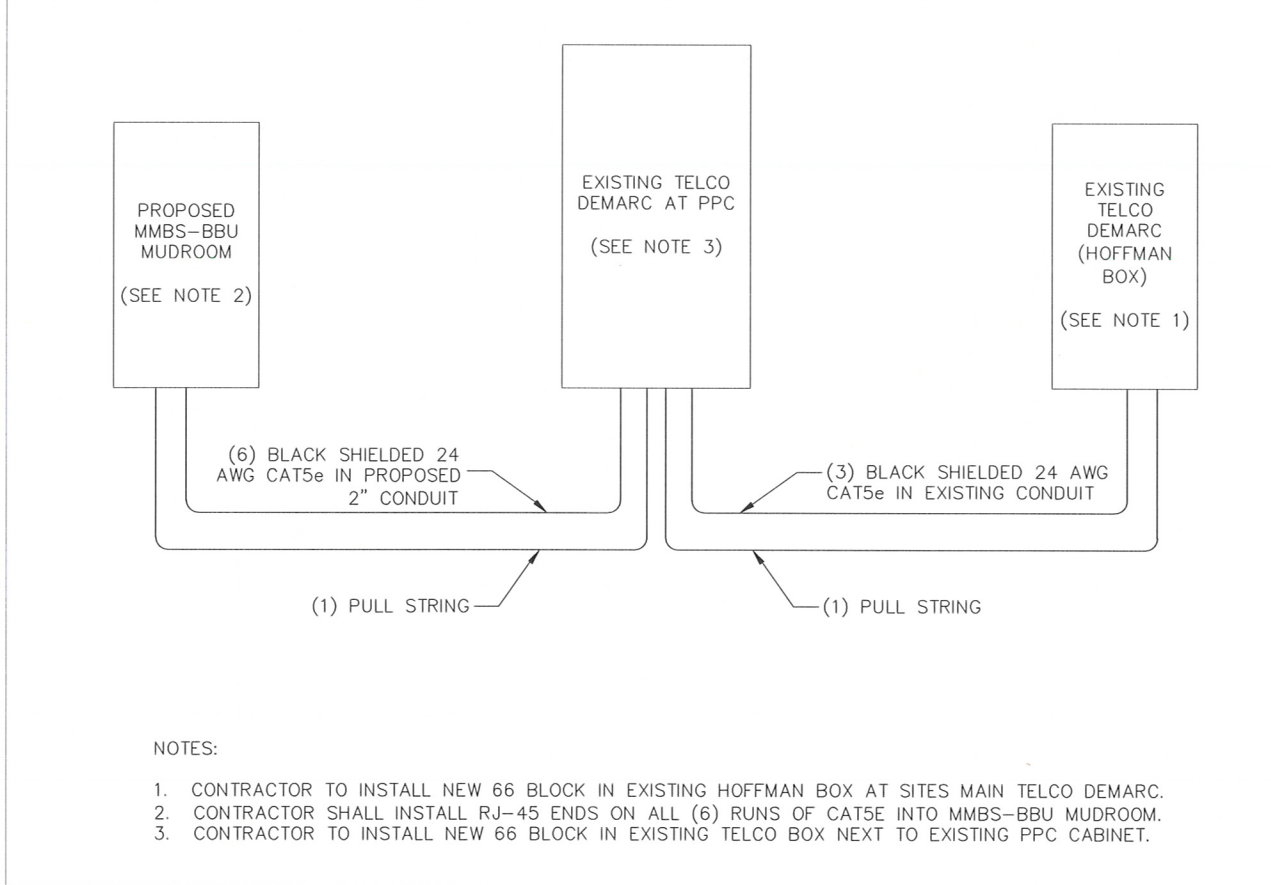 PROPOSED
MMBS-BBU
MUDROOM
(SEE NOTE 2)
EXISTING TELCO
DEMARC AT PPC
(SEE NOTE 3)
EXISTING
TELCO
DEMARC
(HOFFMAN
BOX)
(SEE NOTE 1)
(6) BLACK SHIELDED 24
AWG CAT5e IN PROPOSED
2" CONDUIT
(3) BLACK SHIELDED 24 AWG
CAT5e IN EXISTING CONDUIT
(1) PULL STRING
(1) PULL STRING
NOTES:
1. CONTRACTOR TO INSTALL NEW 66 BLOCK IN EXISTING HOFFMAN BOX AT SITES MAIN TELCO DEMARC.
2. CONTRACTOR SHALL INSTALL RJ-45 ENDS ON ALL (6) RUNS OF CAT5E INTO MMBS-BBU MUDROOM.
3. CONTRACTOR TO INSTALL NEW 66 BLOCK IN EXISTING TELCO BOX NEXT TO EXISTING PPC CABINET.